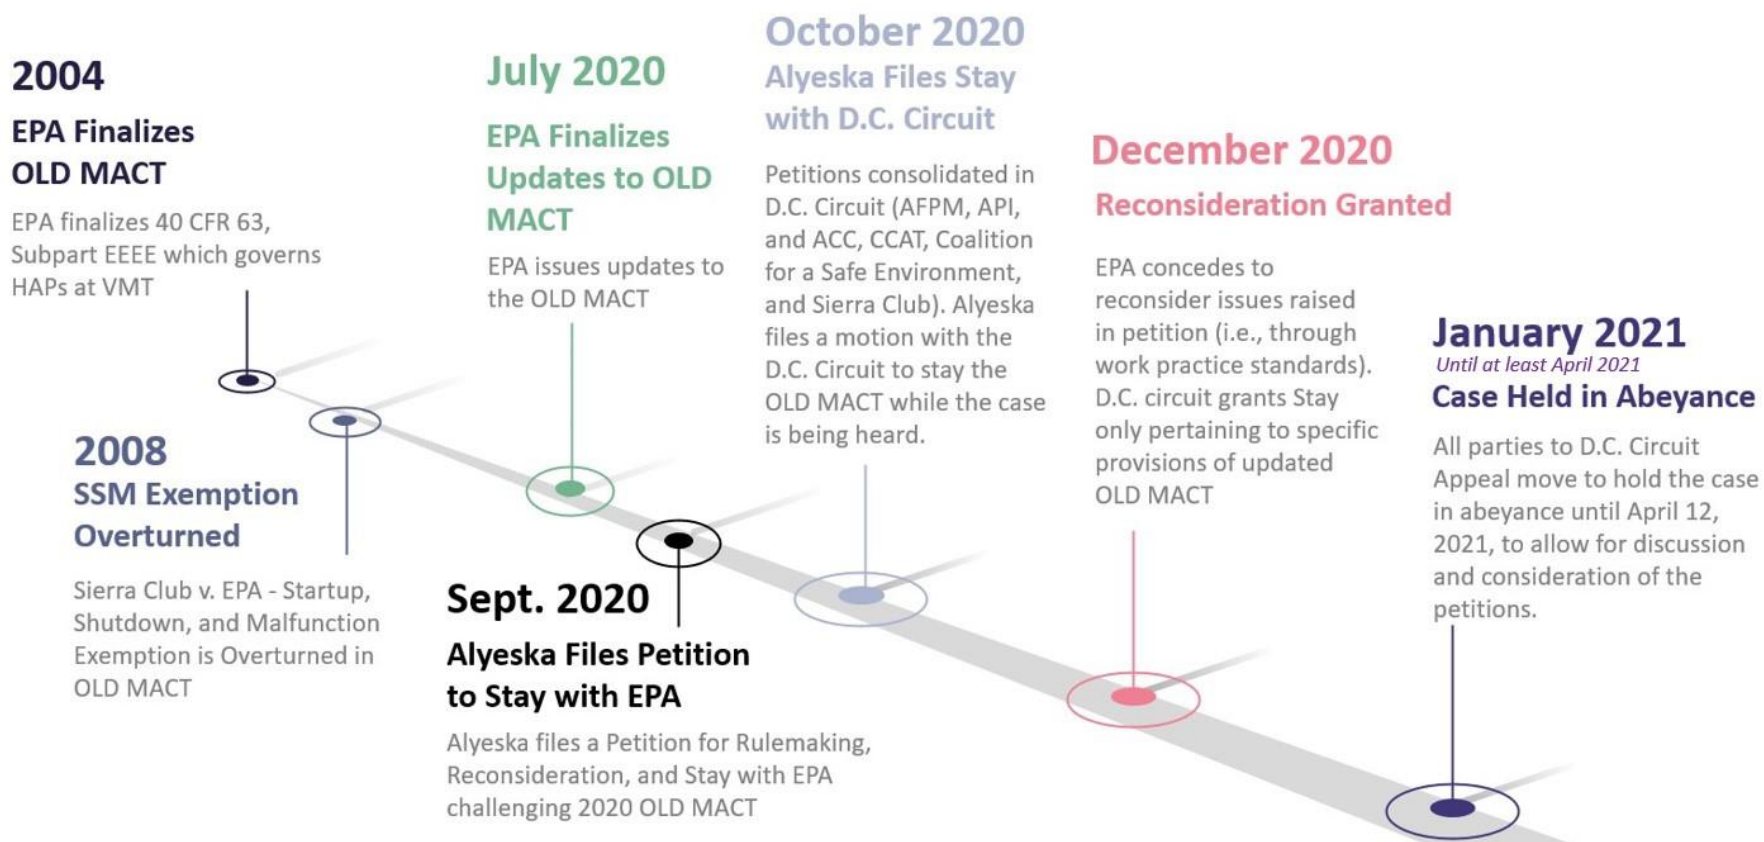 2004
EPA Finalizes
OLD MACT
EPA finalizes 40 CFR 63,
Subpart EEEE which governs
HAPs at VMT
2008
SSM Exemption
Overturned
Sierra Club v. EPA - Startup,
Shutdown, and Malfunction
Exemption is Overturned in
OLD MACT
July 2020
EPA Finalizes
Updates to OLD
MACT
EPA issues updates to
the OLD MACT
Sept. 2020
Alyeska Files Petition
to Stay with EPA
Alyeska files a Petition for Rulemaking,
Reconsideration, and Stay with EPA
challenging 2020 OLD MACT
October 2020
Alyeska Files Stay
with D.C. Circuit
Petitions consolidated in
D.C. Circuit (AFPM, API,
and ACC, CCAT, Coalition
for a Safe Environment,
and Sierra Club). Alyeska
files a motion with the
D.C. Circuit to stay the
OLD MACT while the case
is being heard.
December 2020
Reconsideration Granted
EPA concedes to
reconsider issues raised
in petition (i.e., through
work practice standards).
D.C. circuit grants Stay
only pertaining to specific
provisions of updated
OLD MACT
January 2021
Until at least April 2021
Case Held in Abeyance
All parties to D.C. Circuit
Appeal move to hold the case
in abeyance until April 12,
2021, to allow for discussion
and consideration of the
petitions.